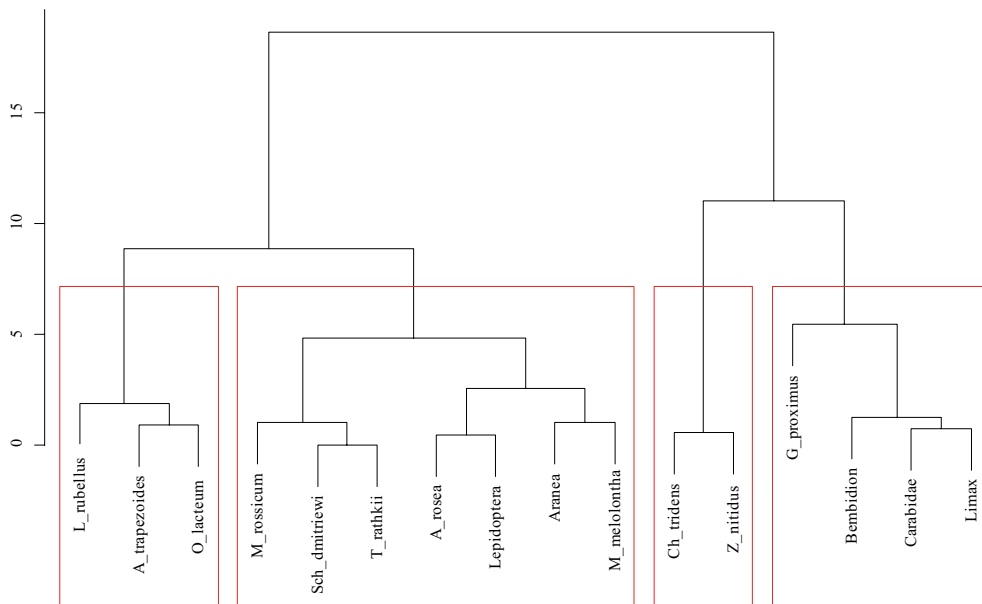 15
10
5
0
L_rubellus
A_trapezoides
O_lacteum
M_rossicum
Sch_dmitriewi
T_rathkii
A_rosea
Lepidoptera
Aranea
M_melolontha
Ch_tridens
Z_nitidus
G_proximus
Bembidion
Carabidae
Limax